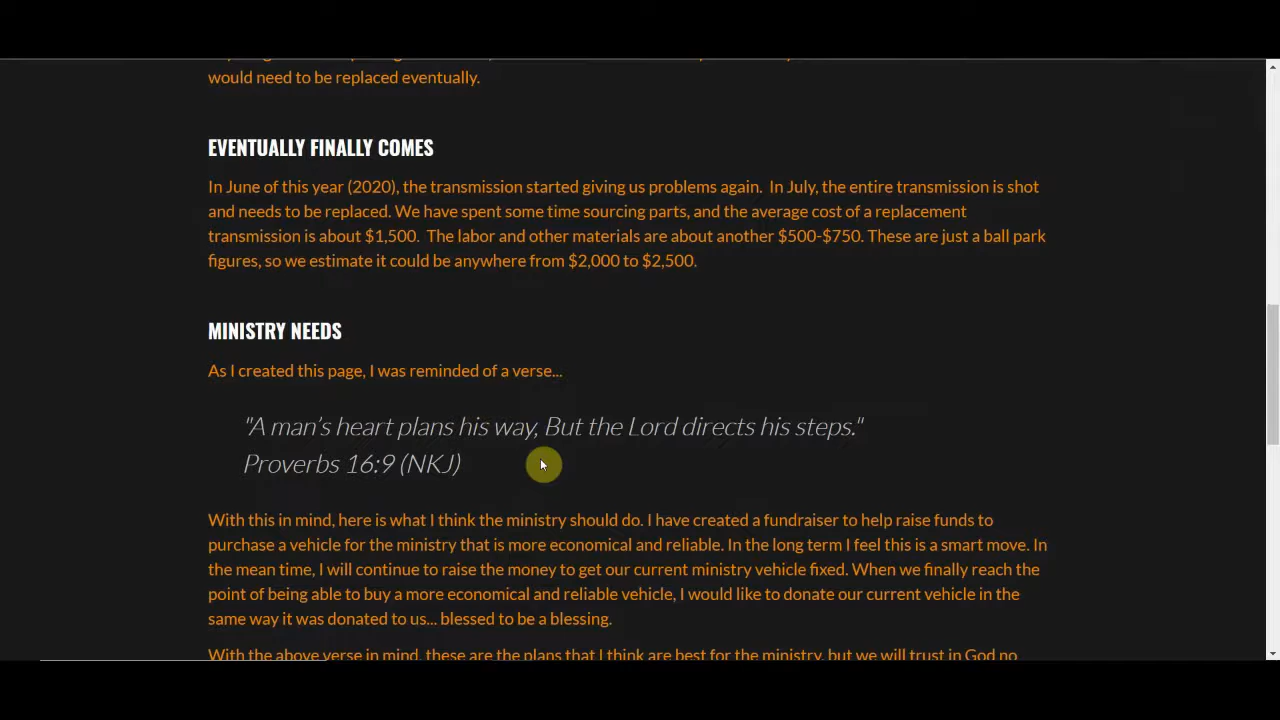 would need to be replaced eventually.
EVENTUALLY FINALLY COMES
In June of this year (2020), the transmission started giving us problems again. In July, the entire transmission is shot
and needs to be replaced. We have spent some time sourcing parts, and the average cost of a replacement
transmission is about $1,500. The labor and other materials are about another $500-$750. These are just a ball park
figures, so we estimate it could be anywhere from $2,000 to $2,500.
MINISTRY NEEDS
As I created this page, I was reminded of a verse...
"A man's heart plans his way, But the Lord directs his steps."
Proverbs 16:9 (NKJ)
With this in mind, here is what I think the ministry should do. I have created a fundraiser to help raise funds to
purchase a vehicle for the ministry that is more economical and reliable. In the long term I feel this is a smart move. In
the mean time, I will continue to raise the money to get our current ministry vehicle fixed. When we finally reach the
point of being able to buy a more economical and reliable vehicle, I would like to donate our current vehicle in the
same way it was donated to us... blessed to be a blessing.
With the above verse in mind, these are the plans that I think are best for the ministry, but we will trust in God no